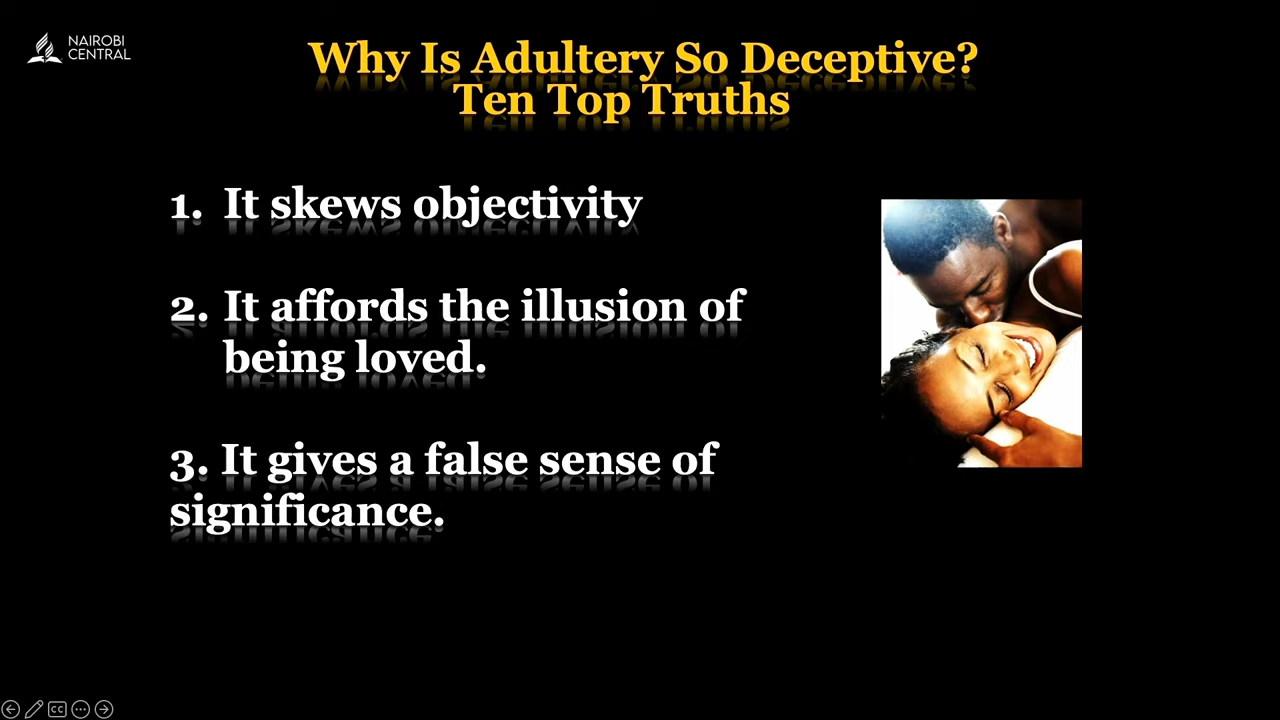 NAIROBI
CENTRAL
Why Is Adultery So Deceptive?
Ten Top Truths
1. It skews objectivity
2. It affords the illusion of
being loved.
3. It gives a false sense of
significance.
CC